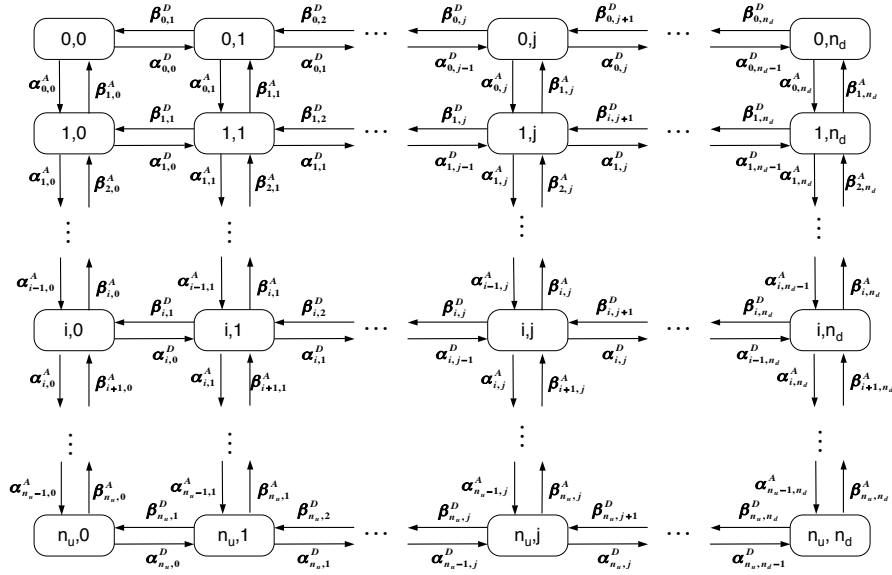 β^D_{0,1} β^D_{0,2} β^D_{0,j} β^D_{0,j+1} β^D_{0,n_d}
0,0 0,1 ··· 0,j ··· 0,n_d
α^D_{0,0} α^D_{0,1} α^D_{0,j−1} α^D_{0,j} α^D_{0,n_d−1}
α^A_{0,0} β^A_{1,0} α^A_{0,1} β^A_{1,1} α^A_{0,j} β^A_{1,j} α^A_{0,n_d} β^A_{1,n_d}
β^D_{1,1} β^D_{1,2} β^D_{1,j} β^D_{i,j+1} β^D_{1,n_d}
1,0 1,1 ··· 1,j ··· 1,n_d
α^D_{1,0} α^D_{1,1} α^D_{1,j−1} α^D_{1,j} α^D_{1,n_d−1}
α^A_{1,0} β^A_{2,0} α^A_{1,1} β^A_{2,1} α^A_{1,j} β^A_{2,j} α^A_{1,n_d} β^A_{2,n_d}
⋮ ⋮ ⋮ ⋮
α^A_{i−1,0} β^A_{i,0} α^A_{i−1,1} β^A_{i,1} α^A_{i−1,j} β^A_{i,j} α^A_{i,n_d−1} β^A_{i,n_d}
β^D_{i,1} β^D_{i,2} β^D_{i,j} β^D_{i,j+1} β^D_{i,n_d}
i,0 i,1 ··· i,j ··· i,n_d
α^D_{i,0} α^D_{i,1} α^D_{i,j−1} α^D_{i,j} α^D_{i−1,n_d}
α^A_{i,0} β^A_{i+1,0} α^A_{i,1} β^A_{i+1,1} α^A_{i,j} β^A_{i+1,j} α^A_{i,n_d} β^A_{i+1,n_d}
⋮ ⋮ ⋮ ⋮
α^A_{n_u−1,0} β^A_{n_u,0} α^A_{n_u−1,1} β^A_{n_u,1} α^A_{n_u−1,j} β^A_{n_u,j} α^A_{n_u−1,n_d} β^A_{n_u,n_d}
β^D_{n_u,1} β^D_{n_u,2} β^D_{n_u,j} β^D_{n_u,j+1} β^D_{n_u,n_d}
n_u,0 n_u,1 ··· n_u,j ··· n_u, n_d
α^D_{n_u,0} α^D_{n_u,1} α^D_{n_u−1,j} α^D_{n_u,j} α^D_{n_u,n_d−1}